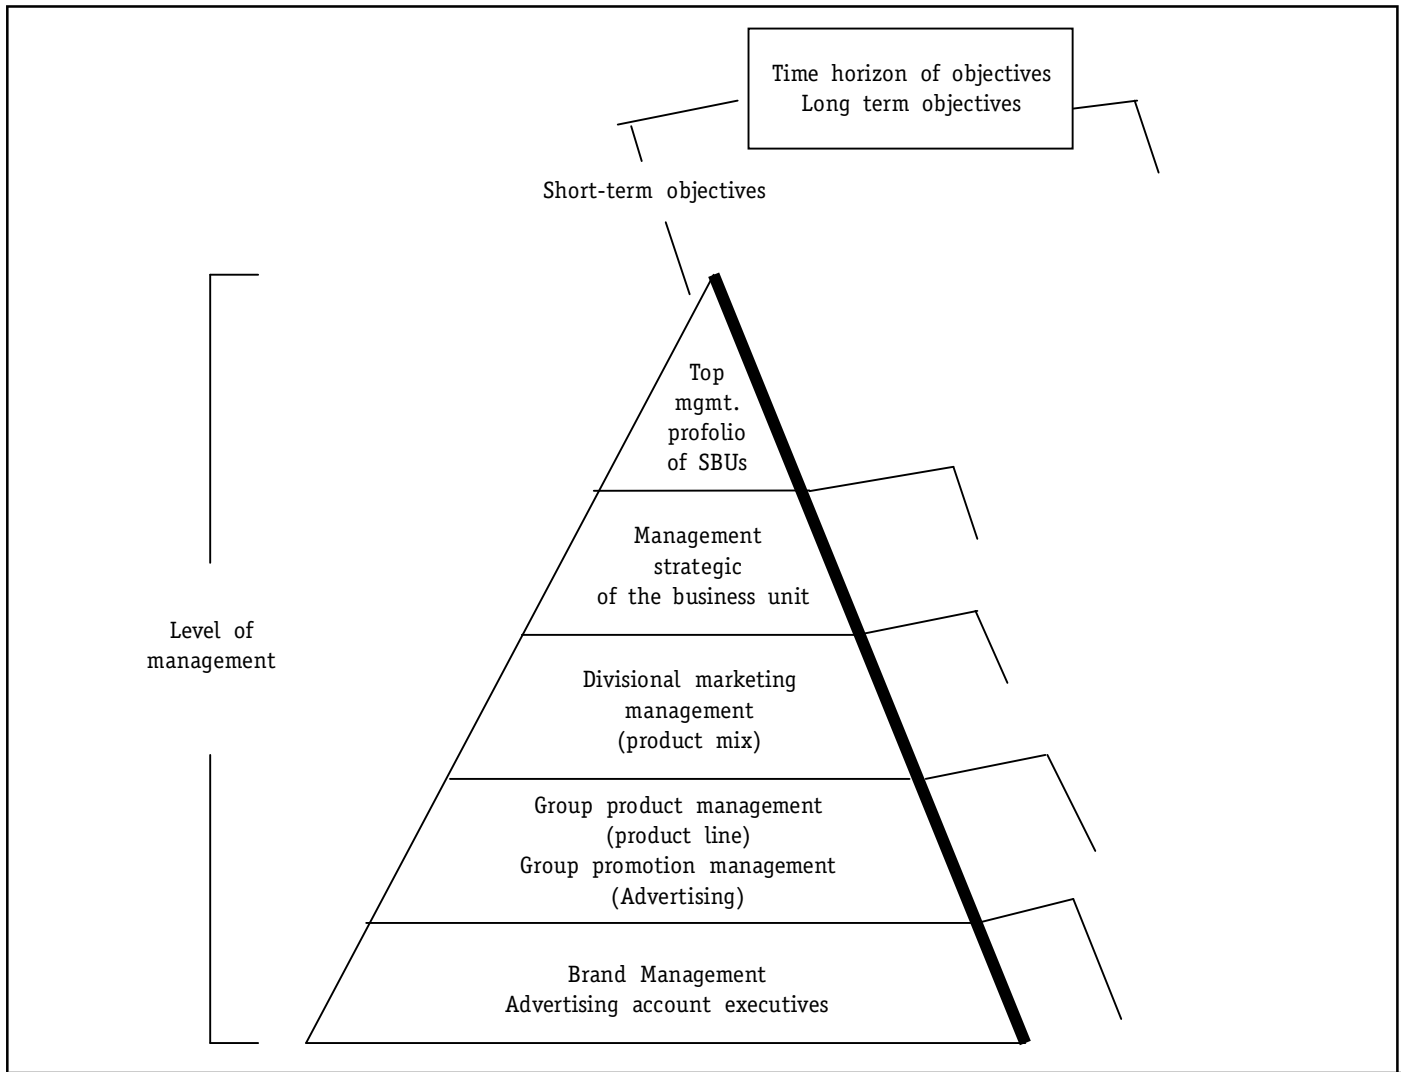 Time horizon of objectives
Long term objectives
Short-term objectives
Top
mgmt.
profolio
of SBUs
Management
strategic
of the business unit
Level of
management
Divisional marketing
management
(product mix)
Group product management
(product line)
Group promotion management
(Advertising)
Brand Management
Advertising account executives